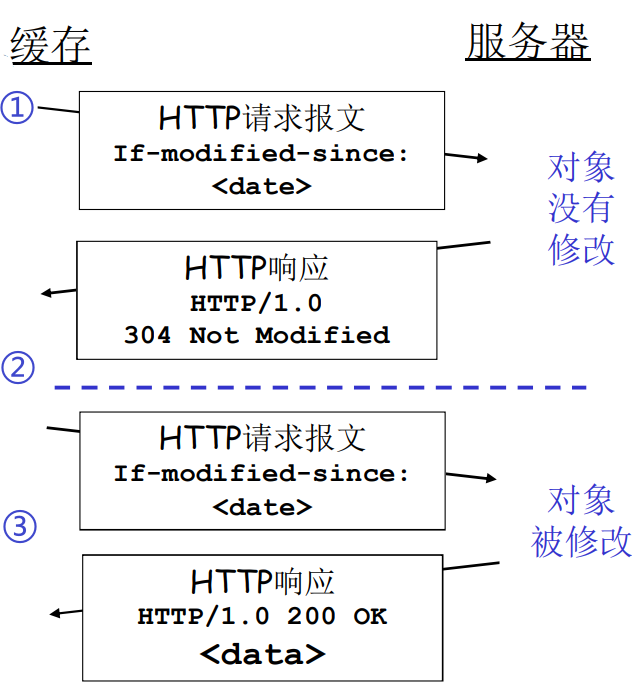 缓存
服务器
①
HTTP请求报文
If-modified-since:
<date>
对象
没有
修改
HTTP响应
HTTP/1.0
304 Not Modified
②
HTTP请求报文
If-modified-since:
<date>
③
对象
被修改
HTTP响应
HTTP/1.0 200 OK
<data>